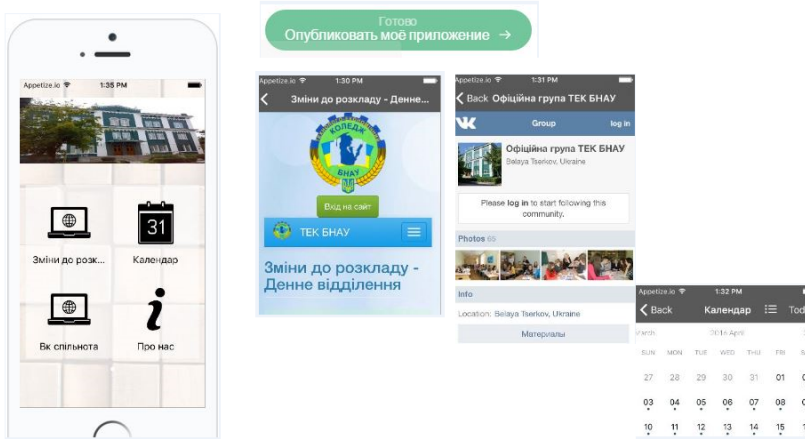 Готово
Опубликовать моё приложение →
Appetize.io 1:35 PM
31
Зміни до розк...
Календар
Вк спільнота
Про нас
Appetize.io 1:30 PM
Зміни до розкладу - Денне...
КОЛЕДЖ
БНАУ
Вхід на сайт
ТЕК БНАУ
Зміни до розкладу -
Денне відділення
Appetize.io 1:31 PM
Back Офіційна група ТЕК БНАУ
Group log in
Офіційна група ТЕК БНАУ
Belaya Tserkov, Ukraine
Please log in to start following this
community.
Photos 65
Info
Location: Belaya Tserkov, Ukraine
Материалы
Appetize.io 1:32 PM
Back Календар Tod
March April
SUN MON TUE WED THU FRI
27 28 29 30 31 01
03 04 05 06 07 08
10 11 12 13 14 15